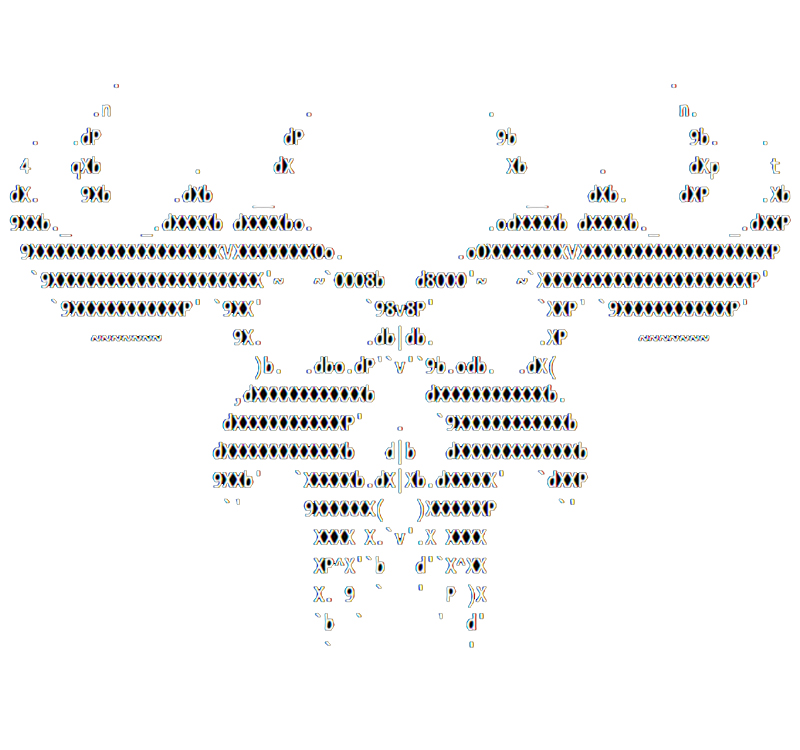 .                                                      .
         .n                   .                 .                  n.
   .   .dP                  dP                   9b                 9b.    .
  4    qXb         .       dX                     Xb       .        dXp     t
 dX.    9Xb      .dXb    __                         __    dXb.     dXP     .Xb
 9XXb._       _.dXXXXb dXXXXbo.                 .odXXXXb dXXXXb._       _.dXXP
  9XXXXXXXXXXXXXXXXXXXVXXXXXXXXOo.           .oOXXXXXXXXVXXXXXXXXXXXXXXXXXXXP
   `9XXXXXXXXXXXXXXXXXXXXX'~   ~`OOO8b   d8OOO'~   ~`XXXXXXXXXXXXXXXXXXXXXP'
     `9XXXXXXXXXXXP' `9XX'          `98v8P'          `XXP' `9XXXXXXXXXXXP'
         ~~~~~~~       9X.          .db|db.          .XP       ~~~~~~~
                         )b.  .dbo.dP'`v'`9b.odb.  .dX(
                       ,dXXXXXXXXXXXb     dXXXXXXXXXXXb.
                      dXXXXXXXXXXXP'   .   `9XXXXXXXXXXXb
                     dXXXXXXXXXXXXb   d|b   dXXXXXXXXXXXXb
                     9XXb'   `XXXXXb.dX|Xb.dXXXXX'   `dXXP
                      `'      9XXXXXX(   )XXXXXXP      `'
                               XXXX X.`v'.X XXXX
                               XP^X'`b   d'`X^XX
                               X. 9  `   '  P )X
                               `b  `       '  d'
                                `             '